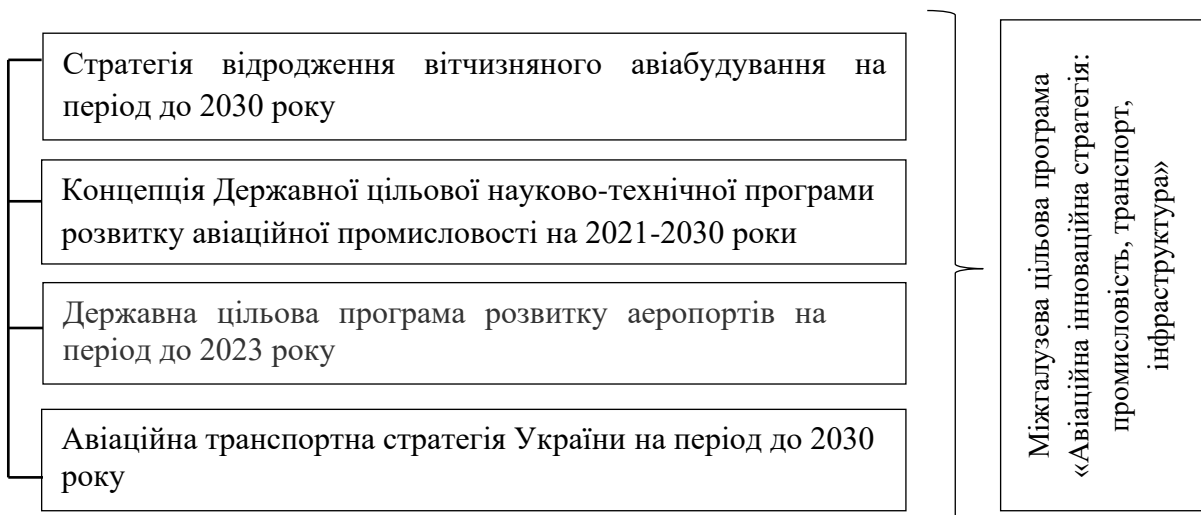 Стратегія відродження вітчизняного авіабудування на
період до 2030 року
Концепція Державної цільової науково-технічної програми
розвитку авіаційної промисловості на 2021-2030 роки
Державна цільова програма розвитку аеропортів на
період до 2023 року
Авіаційна транспортна стратегія України на період до 2030
року
Міжгалузева цільова програма
«Авіаційна інноваційна стратегія:
промисловість, транспорт,
інфраструктура»